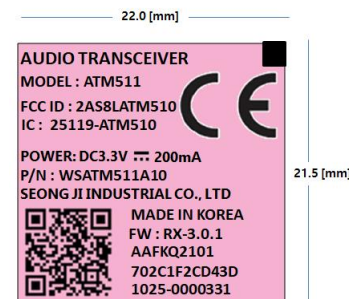 22.0 [mm]
AUDIO TRANSCEIVER
MODEL : ATM511
FCC ID : 2AS8LATM510
IC : 25119-ATM510
CE
POWER: DC3.3V ⎓ 200mA
P/N : WSATM511A10
SEONG JI INDUSTRIAL CO., LTD
21.5 [mm]
MADE IN KOREA
FW : RX-3.0.1
AAFKQ2101
702C1F2CD43D
1025-0000331